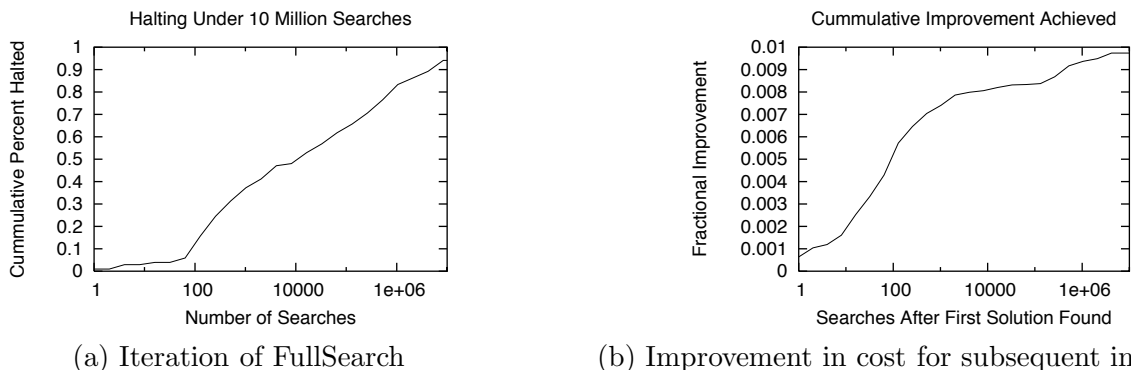 Halting Under 10 Million Searches
Cummulative Percent Halted
1
0.9
0.8
0.7
0.6
0.5
0.4
0.3
0.2
0.1
0
1 100 10000 1e+06
Number of Searches
(a) Iteration of FullSearch
Cummulative Improvement Achieved
Fractional Improvement
0.01
0.009
0.008
0.007
0.006
0.005
0.004
0.003
0.002
0.001
0
1 100 10000 1e+06
Searches After First Solution Found
(b) Improvement in cost for subsequent in